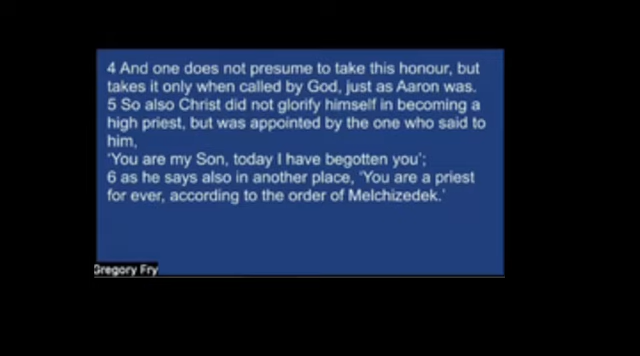 4 And one does not presume to take this honour, but
takes it only when called by God, just as Aaron was.
5 So also Christ did not glorify himself in becoming a
high priest, but was appointed by the one who said to
him,
‘You are my Son, today I have begotten you’;
6 as he says also in another place, ‘You are a priest
for ever, according to the order of Melchizedek.’
Gregory Fry